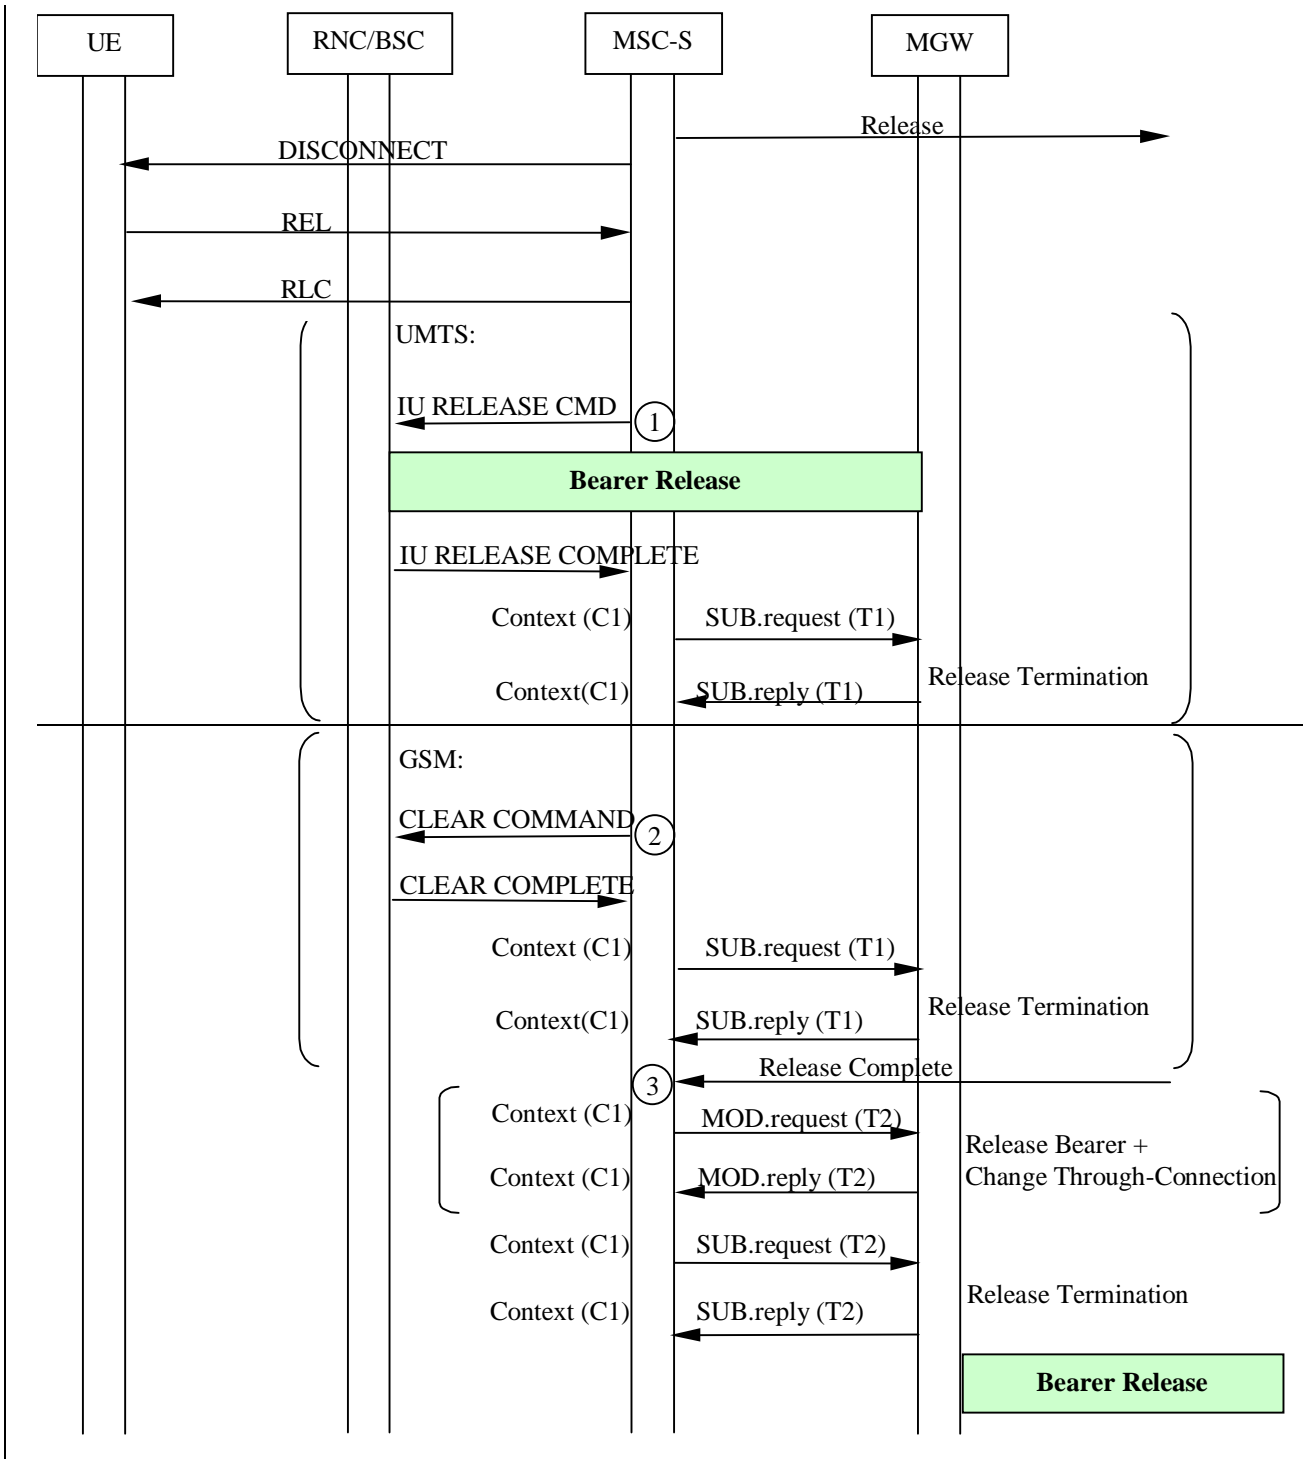 UE
RNC/BSC
MSC-S
MGW
Release
DISCONNECT
REL
RLC
UMTS:
IU RELEASE CMD
1
Bearer Release
IU RELEASE COMPLETE
Context (C1)
SUB.request (T1)
Release Termination
Context(C1)
SUB.reply (T1)
GSM:
CLEAR COMMAND
2
CLEAR COMPLETE
Context (C1)
SUB.request (T1)
Release Termination
Context(C1)
SUB.reply (T1)
Release Complete
3
Context (C1)
MOD.request (T2)
Release Bearer +
Change Through-Connection
Context (C1)
MOD.reply (T2)
Context (C1)
SUB.request (T2)
Release Termination
Context (C1)
SUB.reply (T2)
Bearer Release